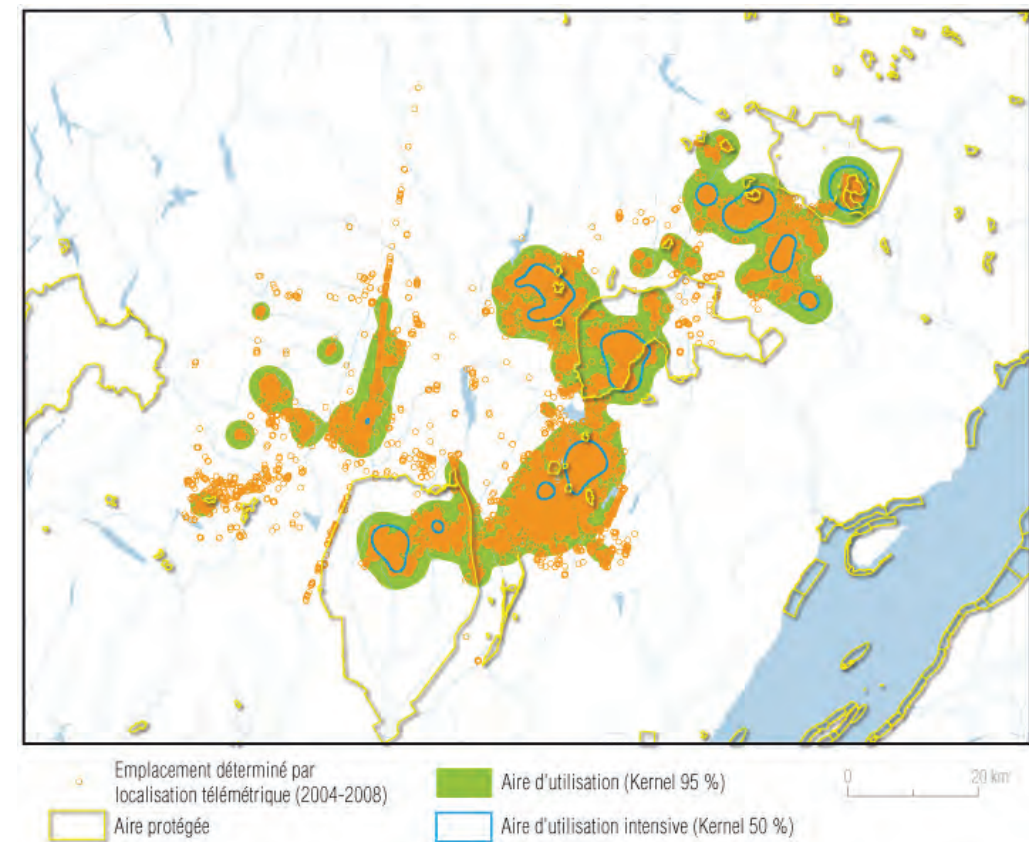 Emplacement déterminé par
localisation télémétrique (2004-2008)
Aire protégée
Aire d'utilisation (Kernel 95 %)
Aire d'utilisation intensive (Kernel 50 %)
0 20 km